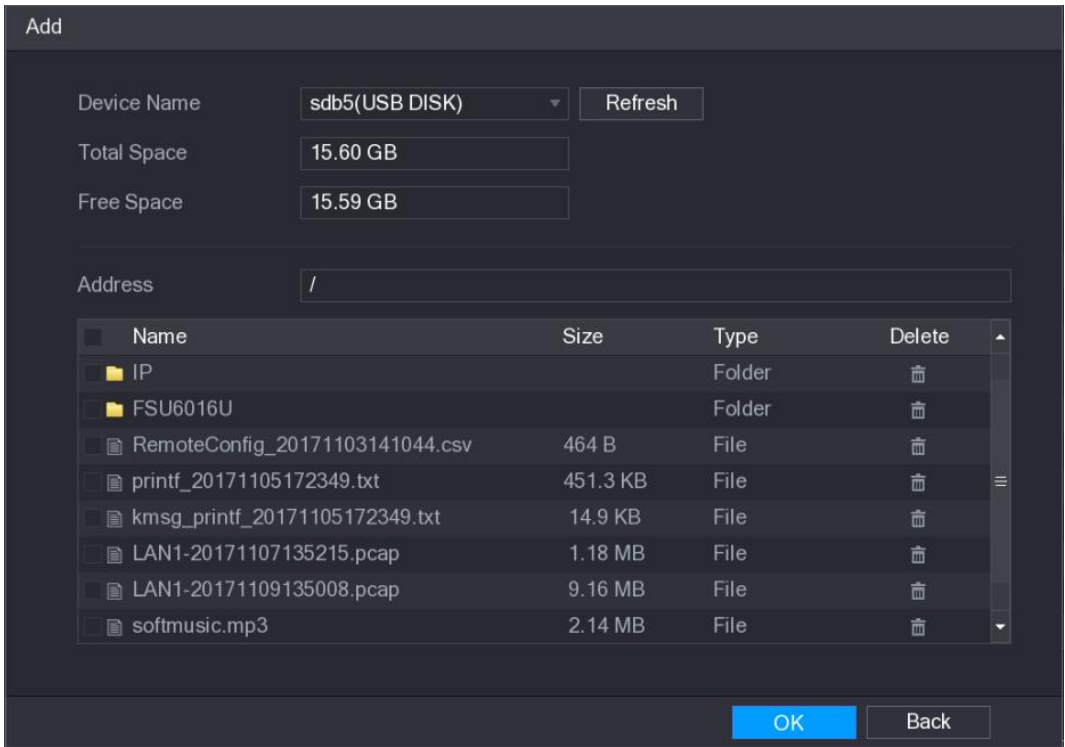 Add
Device Name sdb5(USB DISK) Refresh
Total Space 15.60 GB
Free Space 15.59 GB
Address /
Name Size Type Delete
IP Folder
FSU6016U Folder
RemoteConfig_20171103141044.csv 464 B File
printf_20171105172349.txt 451.3 KB File
kmsg_printf_20171105172349.txt 14.9 KB File
LAN1-20171107135215.pcap 1.18 MB File
LAN1-20171109135008.pcap 9.16 MB File
softmusic.mp3 2.14 MB File
OK Back